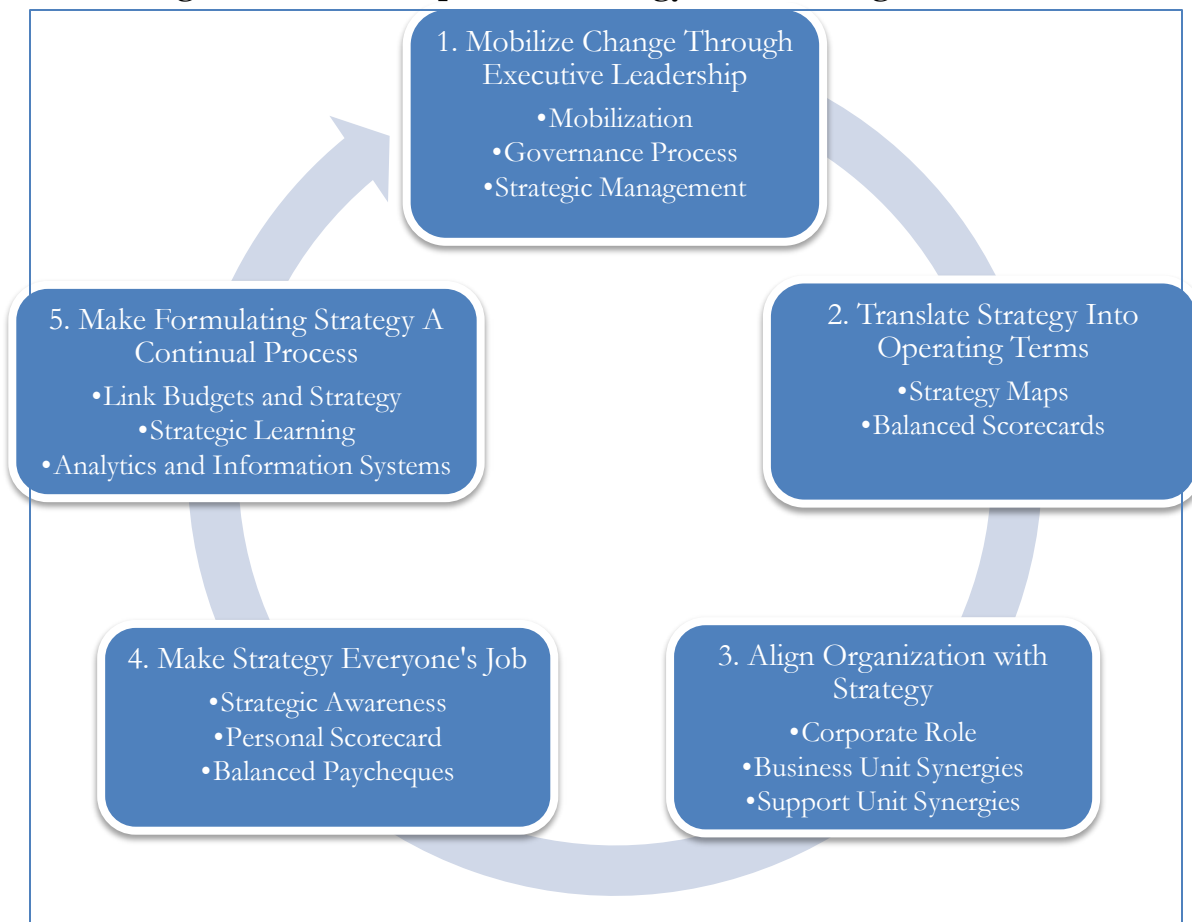 1. Mobilize Change Through
Executive Leadership
•Mobilization
•Governance Process
•Strategic Management
2. Translate Strategy Into
Operating Terms
•Strategy Maps
•Balanced Scorecards
3. Align Organization with
Strategy
•Corporate Role
•Business Unit Synergies
•Support Unit Synergies
4. Make Strategy Everyone's Job
•Strategic Awareness
•Personal Scorecard
•Balanced Paycheques
5. Make Formulating Strategy A
Continual Process
•Link Budgets and Strategy
•Strategic Learning
•Analytics and Information Systems